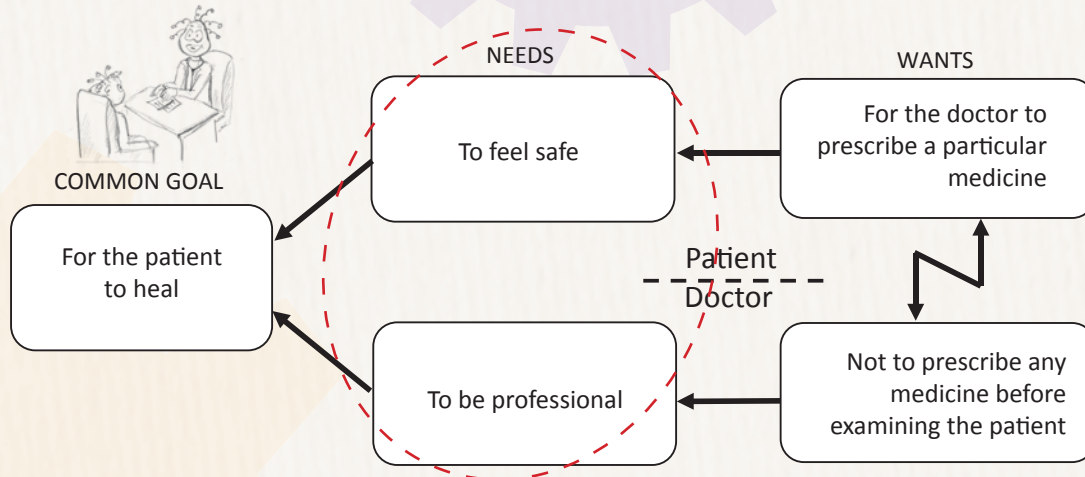 NEEDS
WANTS
To feel safe
For the doctor to
prescribe a particular
medicine
COMMON GOAL
For the patient
to heal
Patient
Doctor
To be professional
Not to prescribe any
medicine before
examining the patient